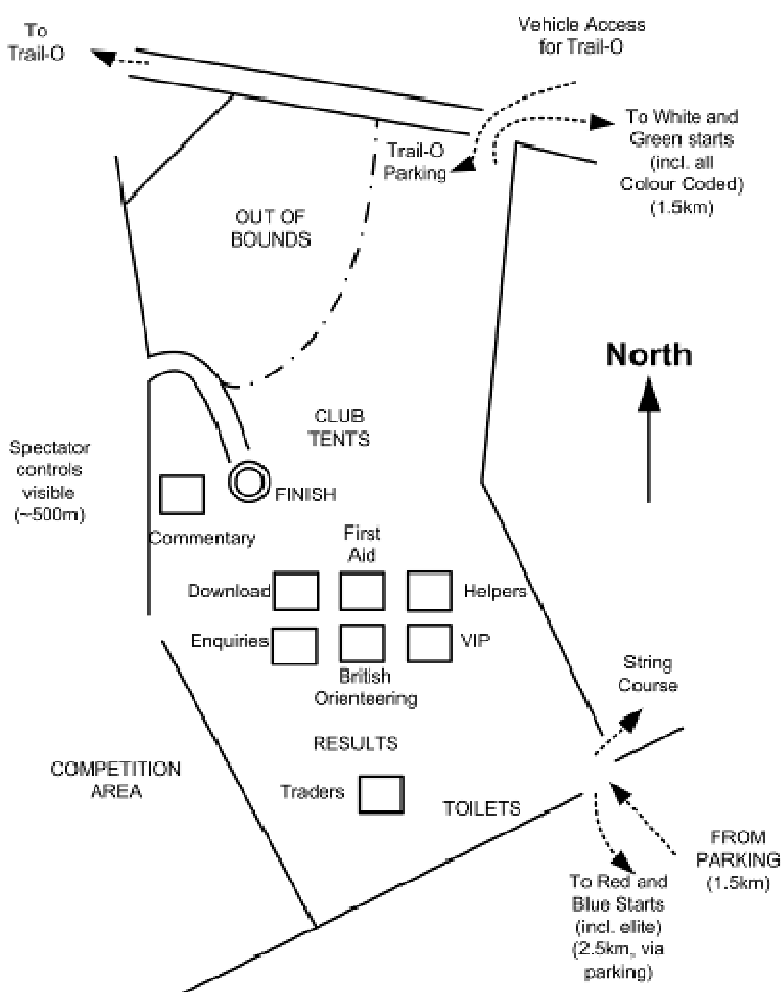 To
Trail-O
Vehicle Access
for Trail-O
To White and
Green starts
(incl. all
Colour Coded)
(1.5km)
Trail-O
Parking
OUT OF
BOUNDS
North
CLUB
TENTS
Spectator
controls
visible
(~500m)
FINISH
Commentary
First
Aid
Download
Helpers
Enquiries
VIP
British
Orienteering
String
Course
RESULTS
COMPETITION
AREA
Traders
TOILETS
FROM
PARKING
(1.5km)
To Red and
Blue Starts
(incl. elite)
(2.5km, via
parking)